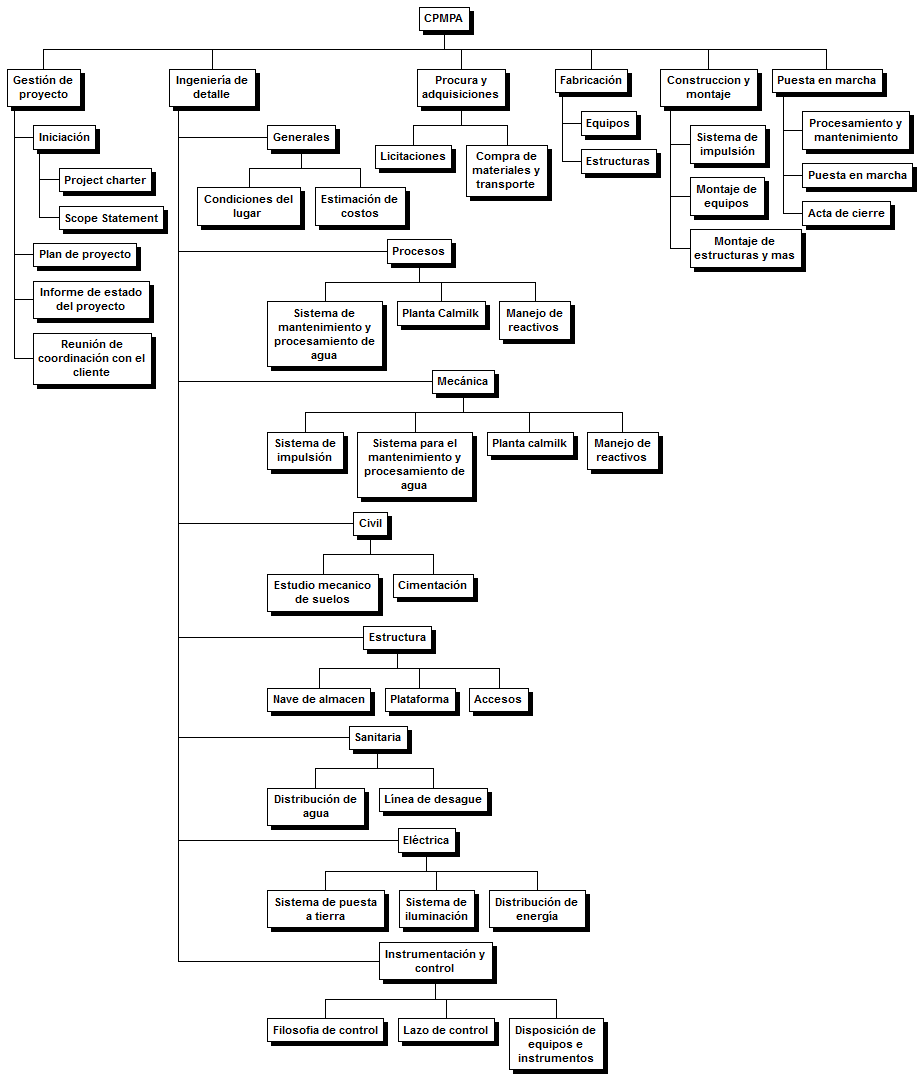 CPMPA
Gestión de
proyecto
Iniciación
Project charter
Scope Statement
Plan de proyecto
Informe de estado
del proyecto
Reunión de
coordinación con el
cliente
Ingeniería de
detalle
Generales
Condiciones del
lugar
Estimación de
costos
Procesos
Sistema de
mantenimiento y
procesamiento de
agua
Planta Calmilk
Manejo de
reactivos
Mecánica
Sistema de
impulsión
Sistema para el
mantenimiento y
procesamiento de
agua
Planta calmilk
Manejo de
reactivos
Civil
Estudio mecanico
de suelos
Cimentación
Estructura
Nave de almacen
Plataforma
Accesos
Sanitaria
Distribución de
agua
Línea de desague
Eléctrica
Sistema de puesta
a tierra
Sistema de
iluminación
Distribución de
energía
Instrumentación y
control
Filosofia de control
Lazo de control
Disposición de
equipos e
instrumentos
Procura y
adquisiciones
Licitaciones
Compra de
materiales y
transporte
Fabricación
Equipos
Estructuras
Construccion y
montaje
Sistema de
impulsión
Montaje de
equipos
Montaje de
estructuras y mas
Puesta en marcha
Procesamiento y
mantenimiento
Puesta en marcha
Acta de cierre